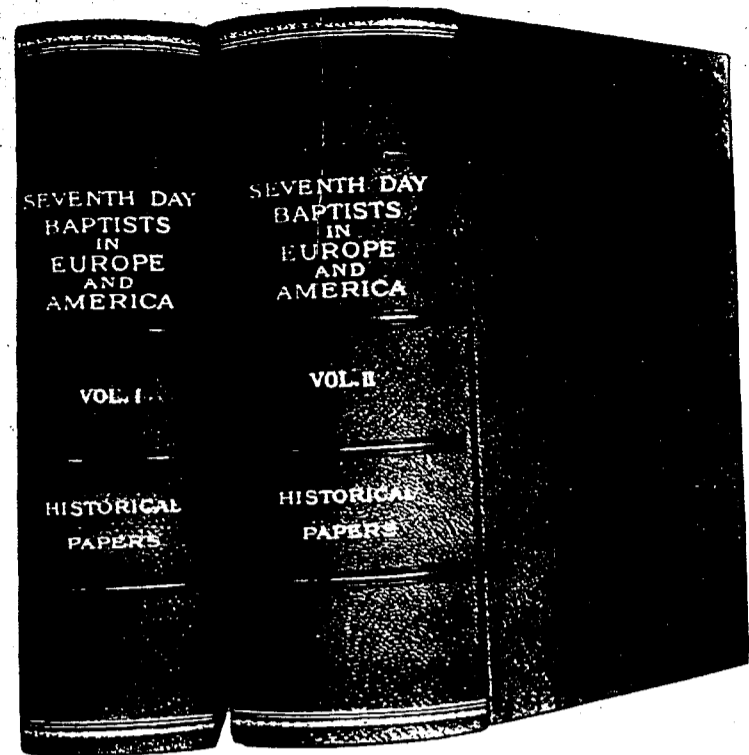 SEVENTH DAY
BAPTISTS
IN
EUROPE
AND
AMERICA
VOL. I
HISTORICAL
PAPERS
SEVENTH DAY
BAPTISTS
IN
EUROPE
AND
AMERICA
VOL. II
HISTORICAL
PAPERS